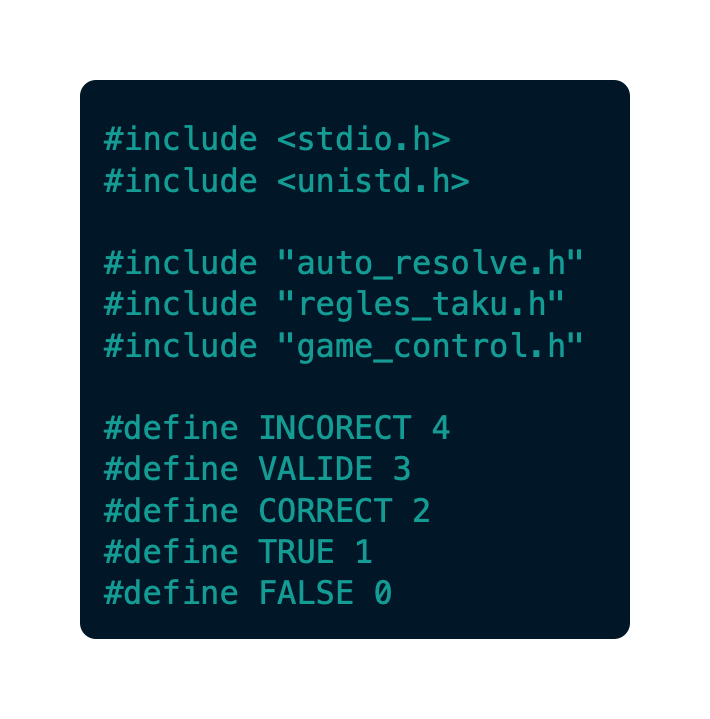 #include <stdio.h>
#include <unistd.h>
#include "auto_resolve.h"
#include "regles_taku.h"
#include "game_control.h"
#define INCORECT 4
#define VALIDE 3
#define CORRECT 2
#define TRUE 1
#define FALSE 0